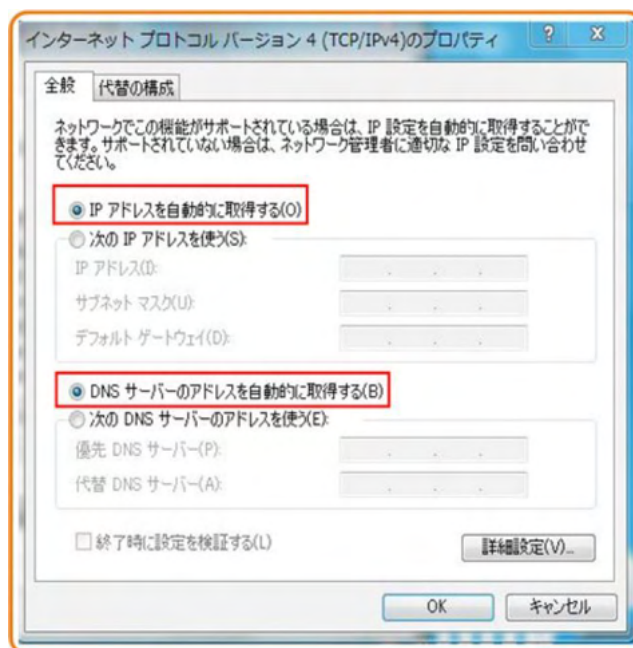 インターネット プロトコル バージョン 4 (TCP/IPv4)のプロパティ
全般
代替の構成
ネットワークでこの機能がサポートされている場合は、IP 設定を自動的に取得することがで
きます。サポートされていない場合は、ネットワーク管理者に適切な IP 設定を問い合わせ
てください。
IP アドレスを自動的に取得する(O)
次の IP アドレスを使う(S):
IP アドレス(I):
サブネット マスク(U):
デフォルト ゲートウェイ(D):
DNS サーバーのアドレスを自動的に取得する(B)
次の DNS サーバーのアドレスを使う(E):
優先 DNS サーバー(P):
代替 DNS サーバー(A):
終了時に設定を検証する(L)
詳細設定(V)...
OK
キャンセル